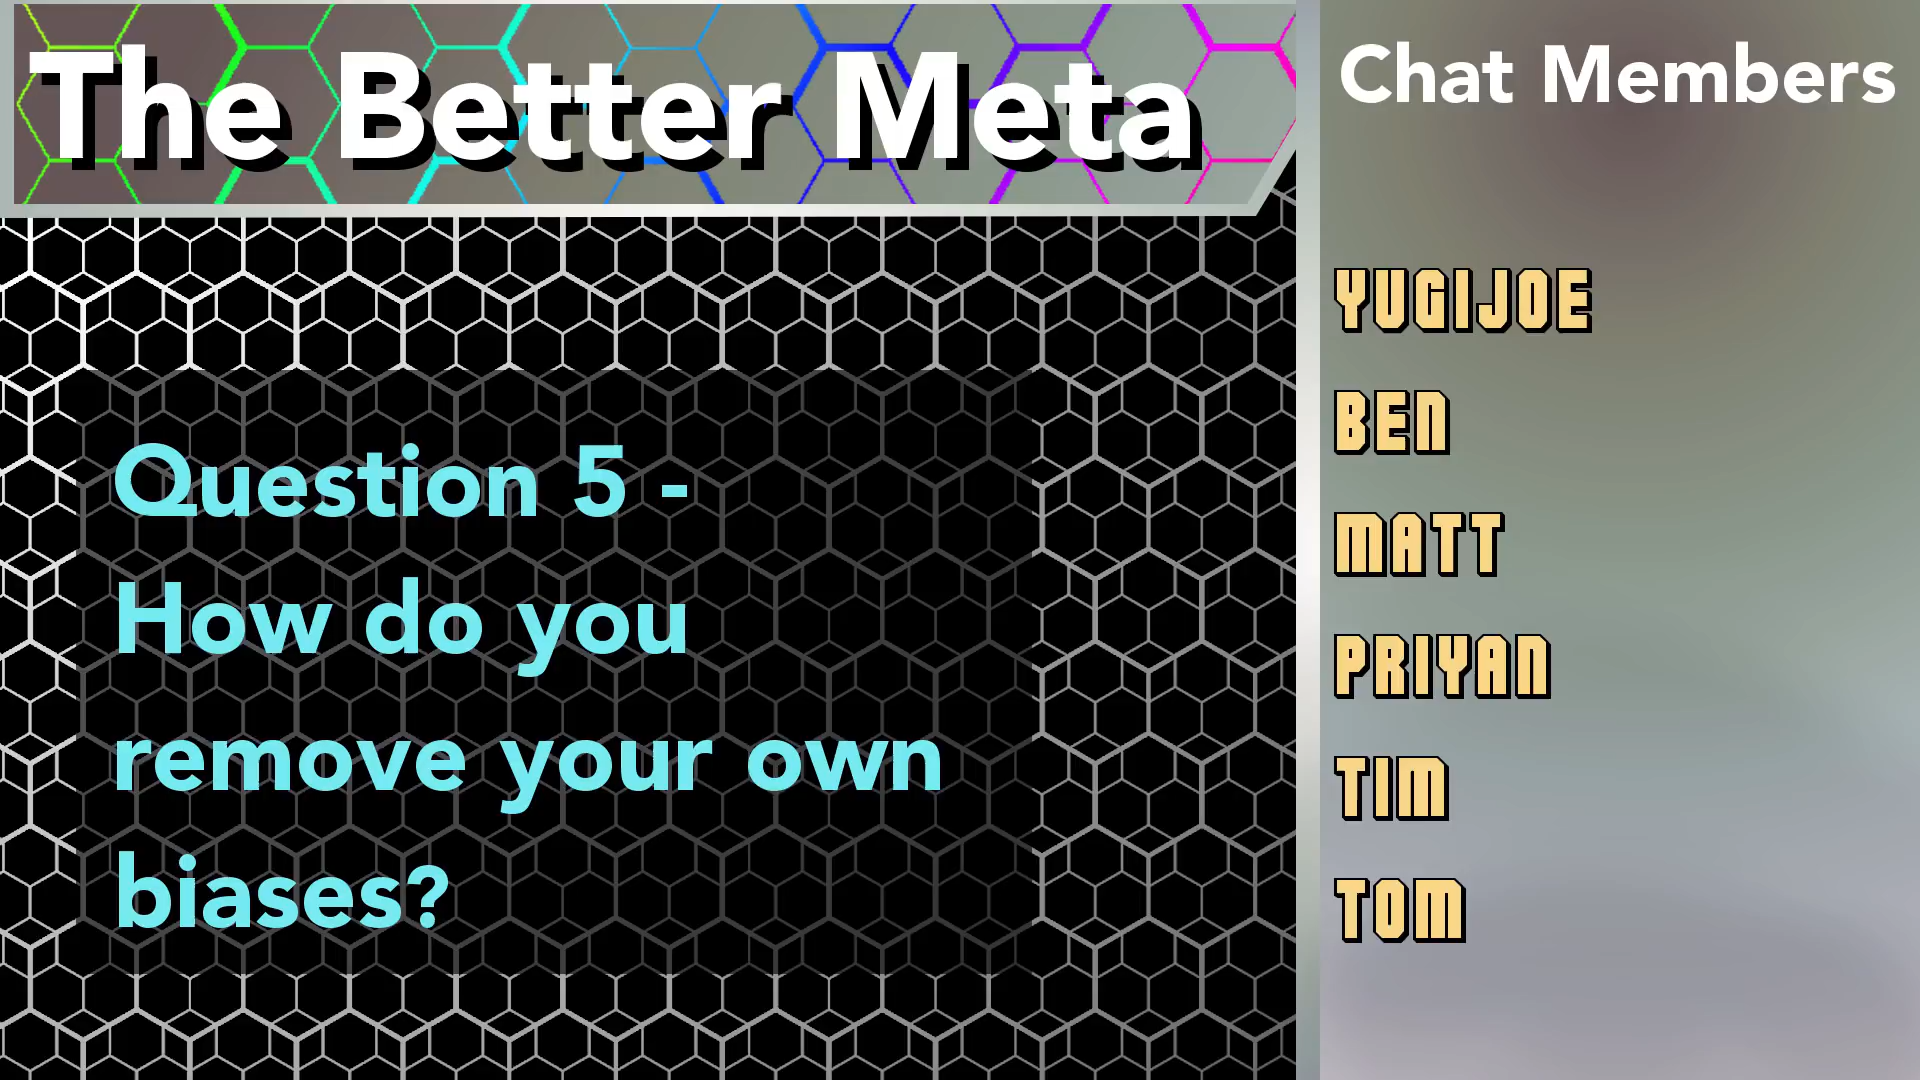 The Better Meta
Question 5 -
How do you
remove your own
biases?
Chat Members
YUGIJOE
BEN
MATT
PRIYAN
TIM
TOM